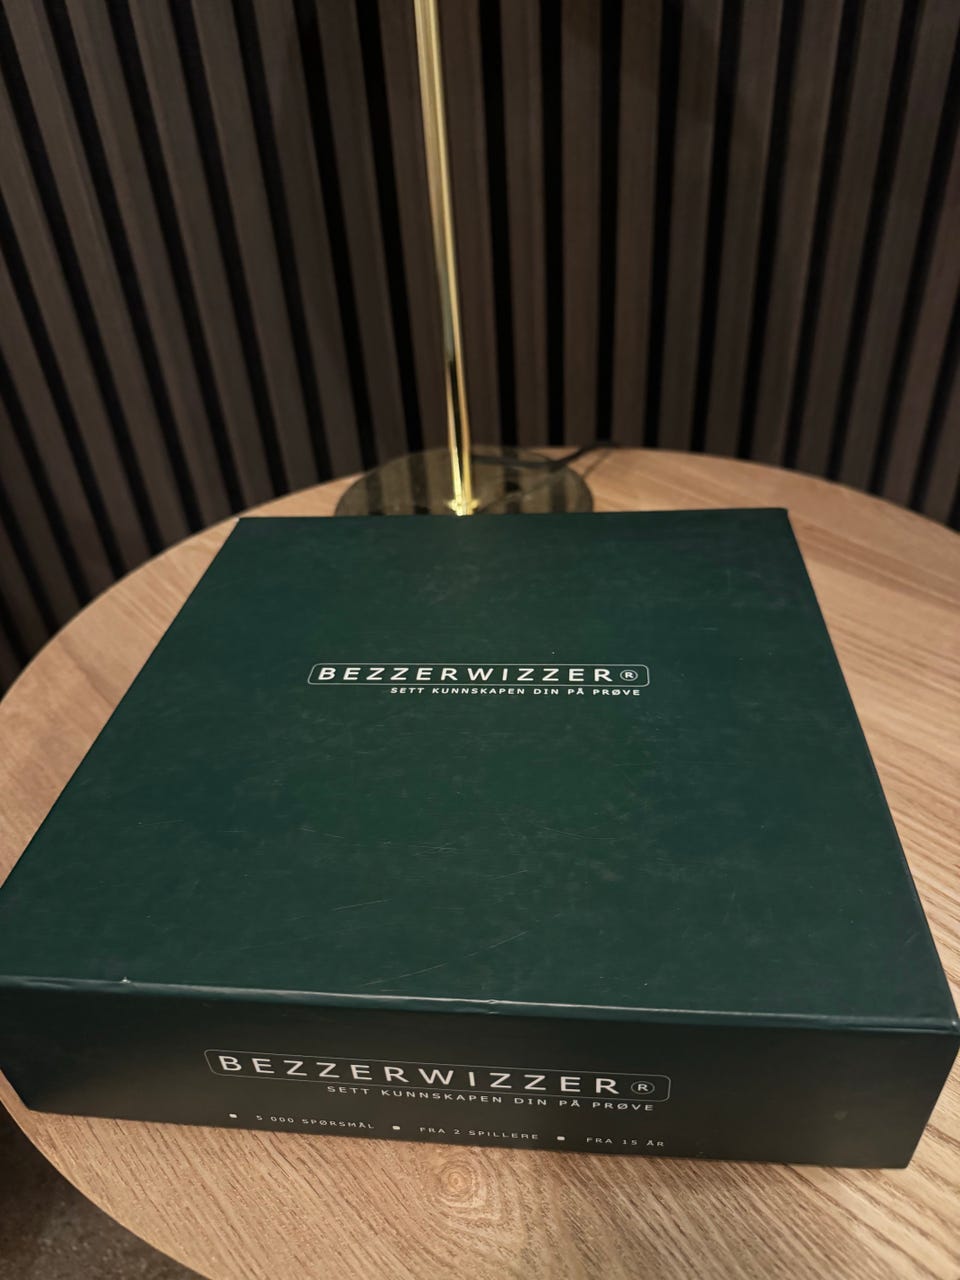 BEZZERWIZZER®
SETT KUNNSKAPEN DIN PÅ PRØVE
BEZZERWIZZER®
SETT KUNNSKAPEN DIN PÅ PRØVE
▪ 5 000 SPØRSMÅL ▪ FRA 2 SPILLERE ▪ FRA 15 ÅR